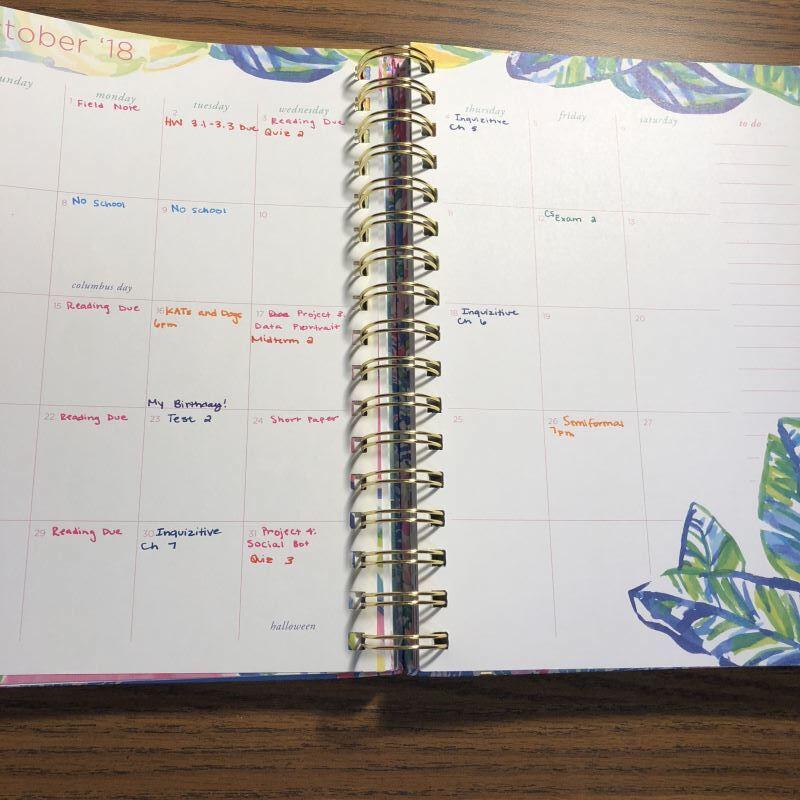 tober '18
unday
monday
tuesday
wednesday
thursday
friday
saturday
to do
1 Field Note
2
HW 3.1-3.3 Due
3 Reading Due
Quiz 2
4 Inquizitive
Ch 5
5
6
8 No School
columbus day
9 No school
10
11
12 CS Exam 2
13
15 Reading Due
16 KATs and Dogs
6pm
17 Project 3:
Data Portrait
Midterm 2
18 Inquizitive
Ch 6
19
20
22 Reading Due
My Birthday!
23 Test 2
24 Short Paper
25
26 Semiformal
7pm
27
29 Reading Due
30 Inquizitive
Ch 7
31 Project 4:
Social Bot
Quiz 3
halloween